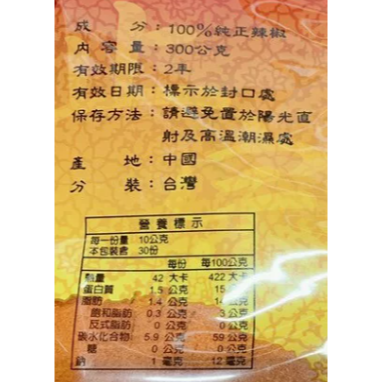 成 分：100%純正辣椒
內容量：300公克
有效期限：2年
有效日期：標示於封口處
保存方法：請避免置於陽光直
射及高溫潮濕處
產 地：中國
分 裝：台灣
營養標示
每一份量 10公克
本包裝含 30份
每份 每100公克
熱量 42 大卡 422 大卡
蛋白質 1.5 公克 15 公克
脂肪 1.4 公克 14 公克
飽和脂肪 0.3 公克 3 公克
反式脂肪 0 公克 0 公克
碳水化合物 5.9 公克 59 公克
糖 0 公克 0 公克
鈉 1 毫克 12 毫克